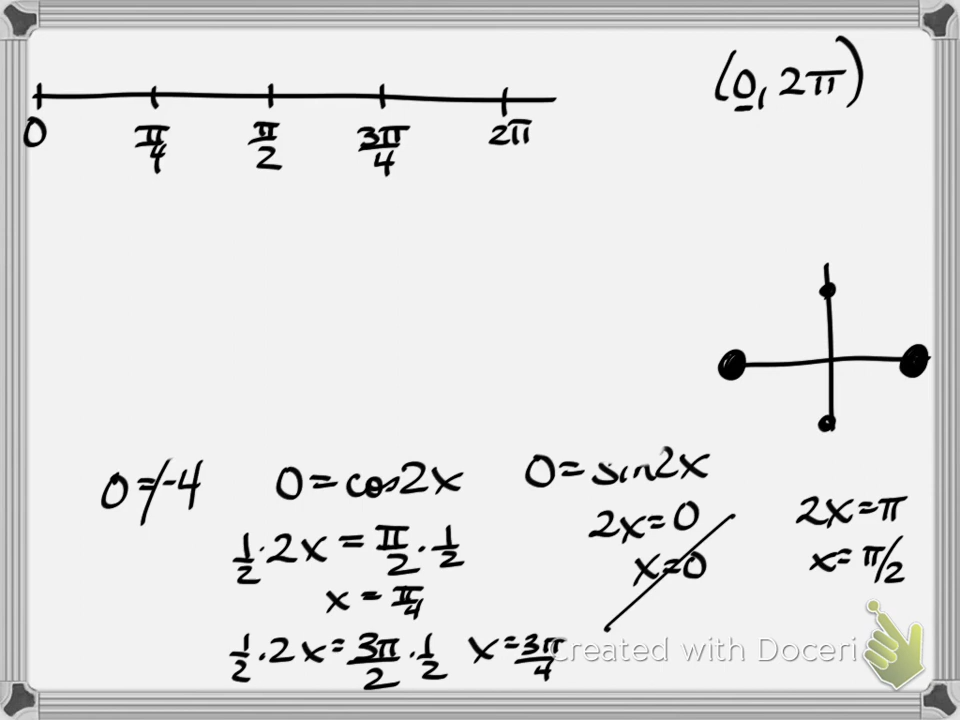 (0, 2π)
0 π/4 π/2 3π/4 2π
0≠-4 0=cos2x 0=sin2x
1/2·2x=π/2·1/2 2x=0 2x=π
x=π/4 x=0 x=π/2
1/2·2x=3π/2·1/2 x=3π/4
Created with Doceri